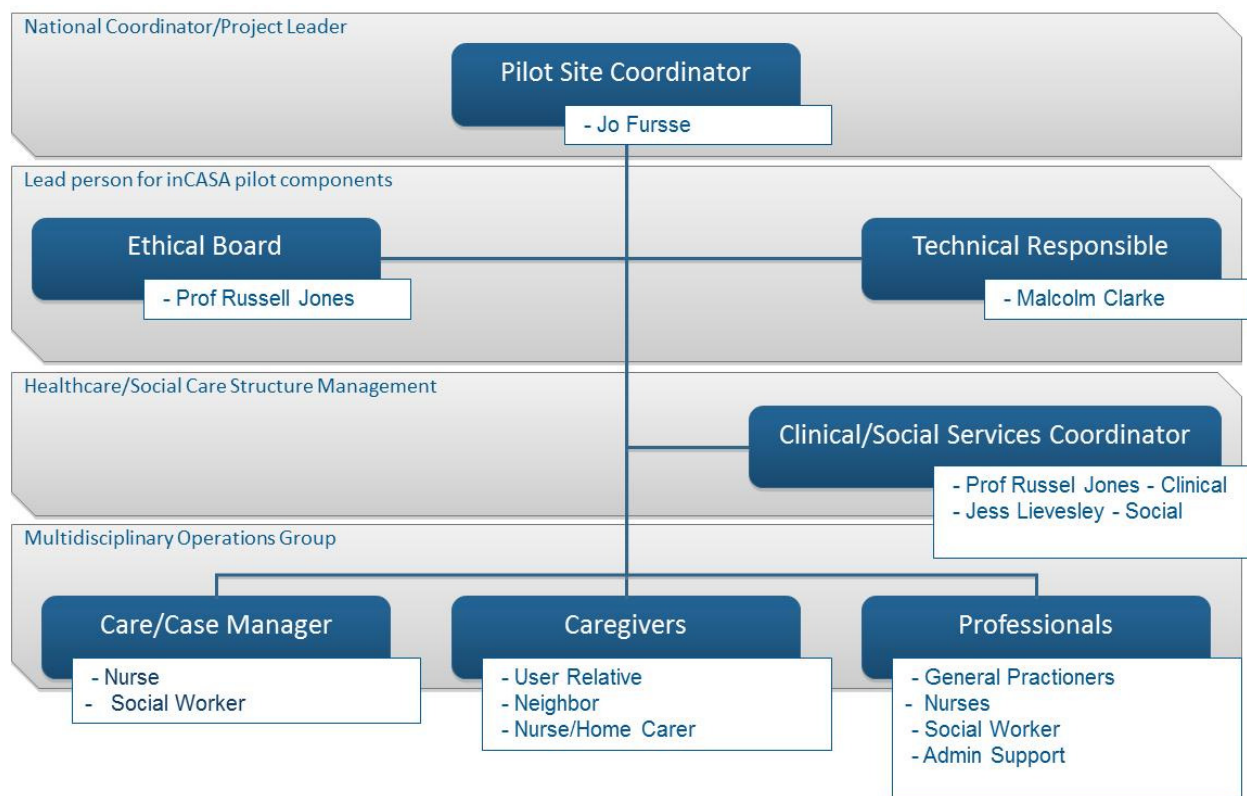 National Coordinator/Project Leader
Pilot Site Coordinator
- Jo Fursse
Lead person for inCASA pilot components
Ethical Board
- Prof Russell Jones
Technical Responsible
- Malcolm Clarke
Healthcare/Social Care Structure Management
Clinical/Social Services Coordinator
- Prof Russel Jones - Clinical
- Jess Lievesley - Social
Multidisciplinary Operations Group
Care/Case Manager
- Nurse
- Social Worker
Caregivers
- User Relative
- Neighbor
- Nurse/Home Carer
Professionals
- General Practioners
- Nurses
- Social Worker
- Admin Support